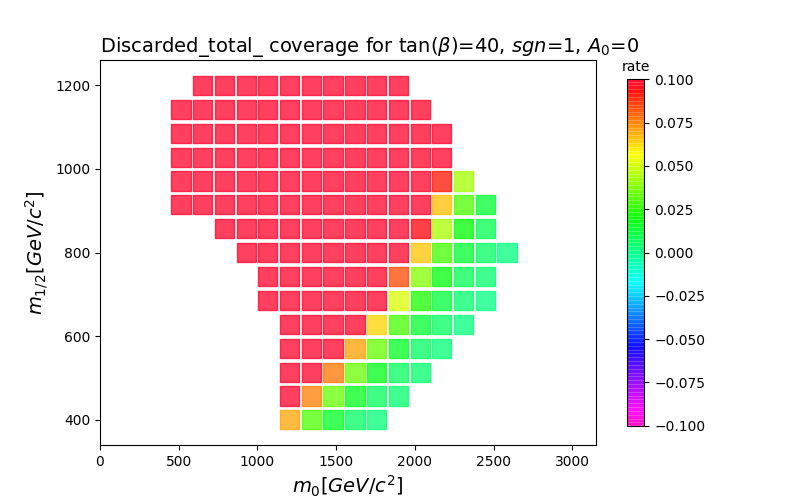 Discarded_total_ coverage for tan(β)=40, sgn=1, A₀=0
rate
1200
1000
800
600
400
m₁/₂[GeV/c²]
0 500 1000 1500 2000 2500 3000
m₀[GeV/c²]
0.100
0.075
0.050
0.025
0.000
−0.025
−0.050
−0.075
−0.100